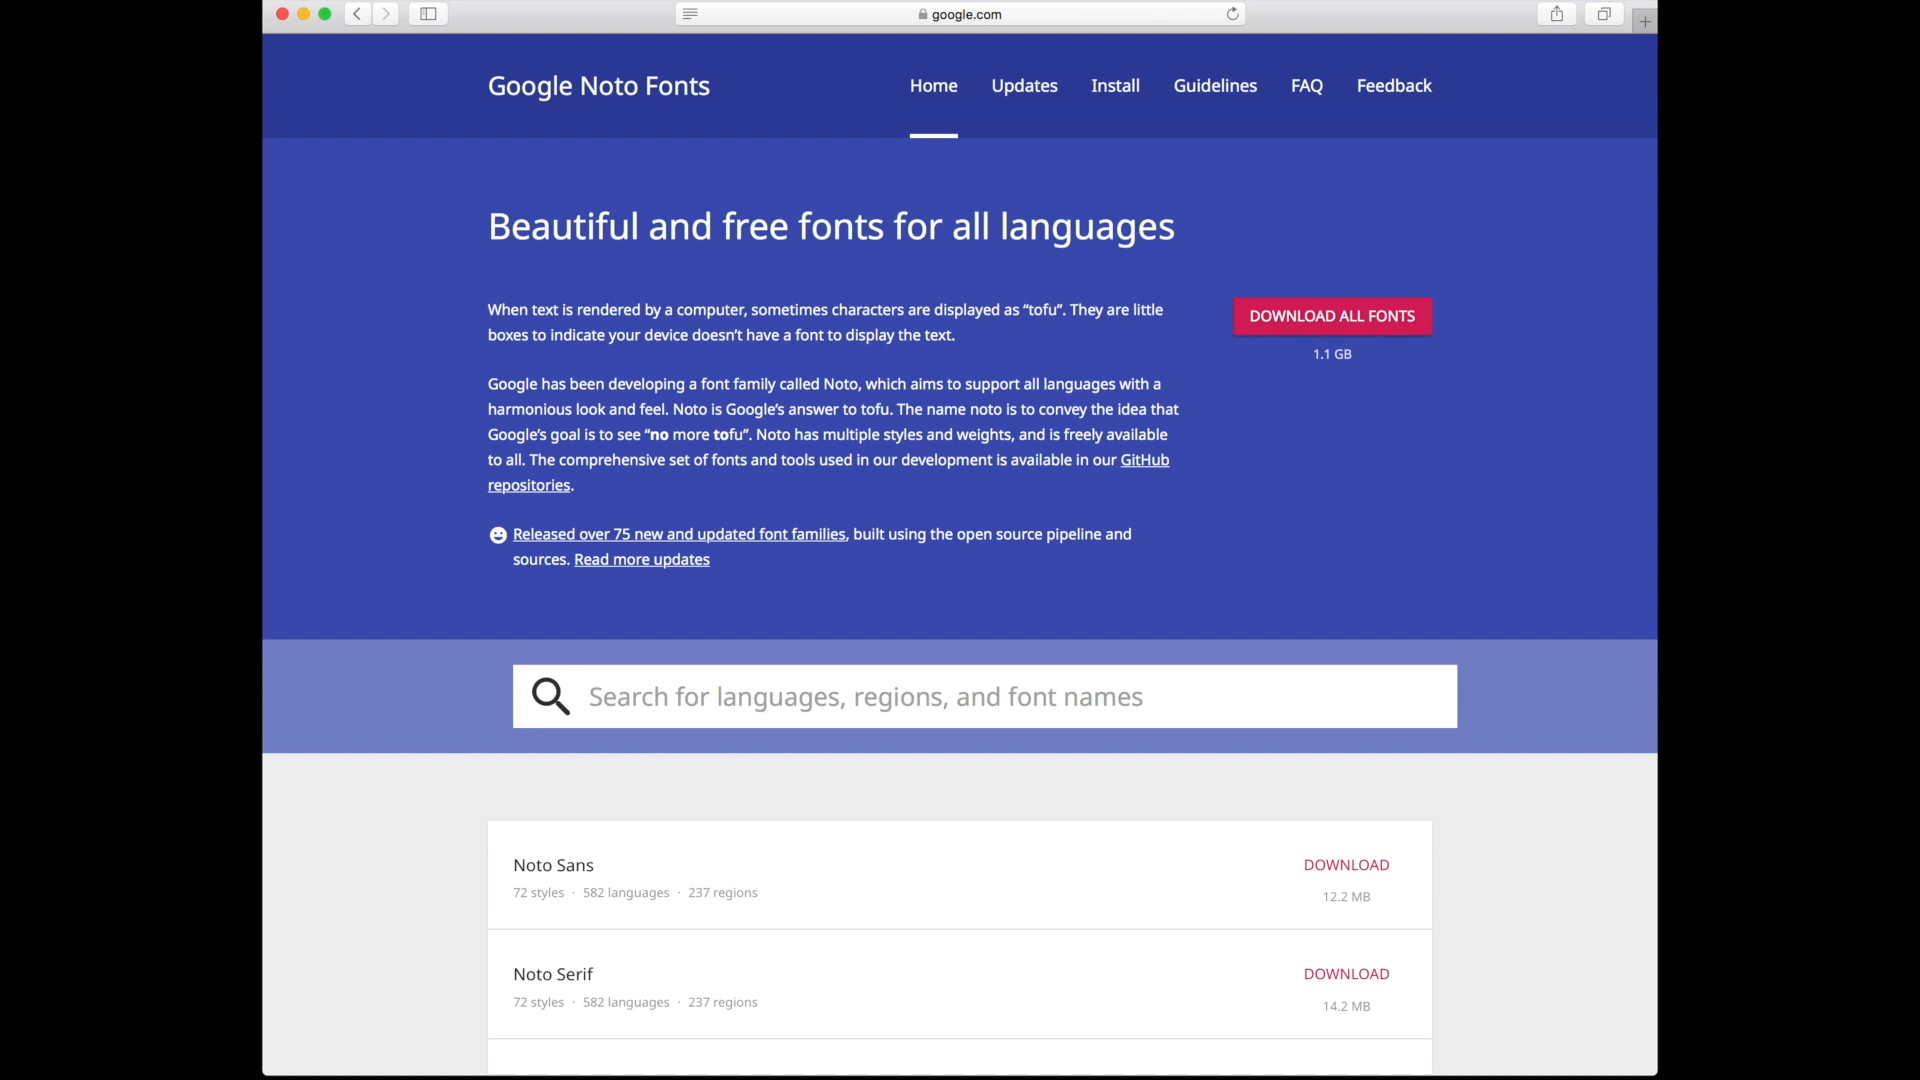 google.com
Google Noto Fonts
Home Updates Install Guidelines FAQ Feedback
Beautiful and free fonts for all languages
When text is rendered by a computer, sometimes characters are displayed as “tofu”. They are little
boxes to indicate your device doesn’t have a font to display the text.
DOWNLOAD ALL FONTS
1.1 GB
Google has been developing a font family called Noto, which aims to support all languages with a
harmonious look and feel. Noto is Google’s answer to tofu. The name noto is to convey the idea that
Google’s goal is to see “no more tofu”. Noto has multiple styles and weights, and is freely available
to all. The comprehensive set of fonts and tools used in our development is available in our GitHub
repositories.
Released over 75 new and updated font families, built using the open source pipeline and
sources. Read more updates
Search for languages, regions, and font names
Noto Sans
72 styles · 582 languages · 237 regions
DOWNLOAD
12.2 MB
Noto Serif
72 styles · 582 languages · 237 regions
DOWNLOAD
14.2 MB